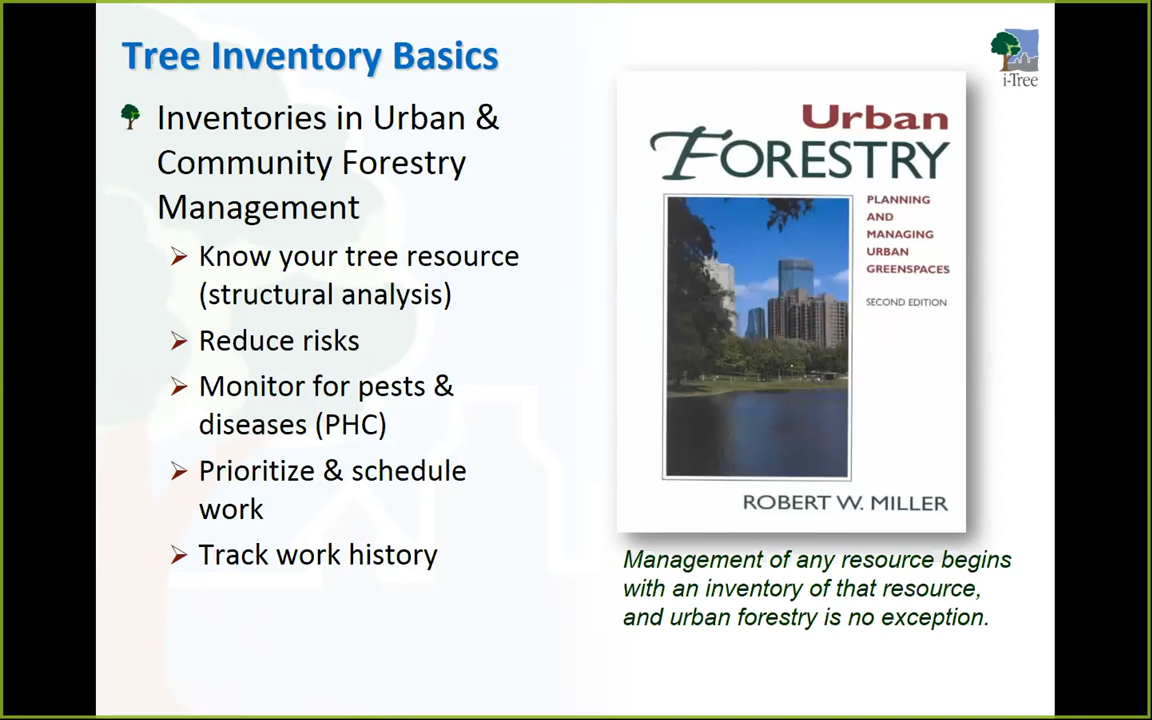 Tree Inventory Basics
Inventories in Urban &
Community Forestry
Management
Know your tree resource
(structural analysis)
Reduce risks
Monitor for pests &
diseases (PHC)
Prioritize & schedule
work
Track work history
i-Tree
Urban
FORESTRY
PLANNING
AND
MANAGING
URBAN
GREENSPACES
SECOND EDITION
ROBERT W. MILLER
Management of any resource begins
with an inventory of that resource,
and urban forestry is no exception.